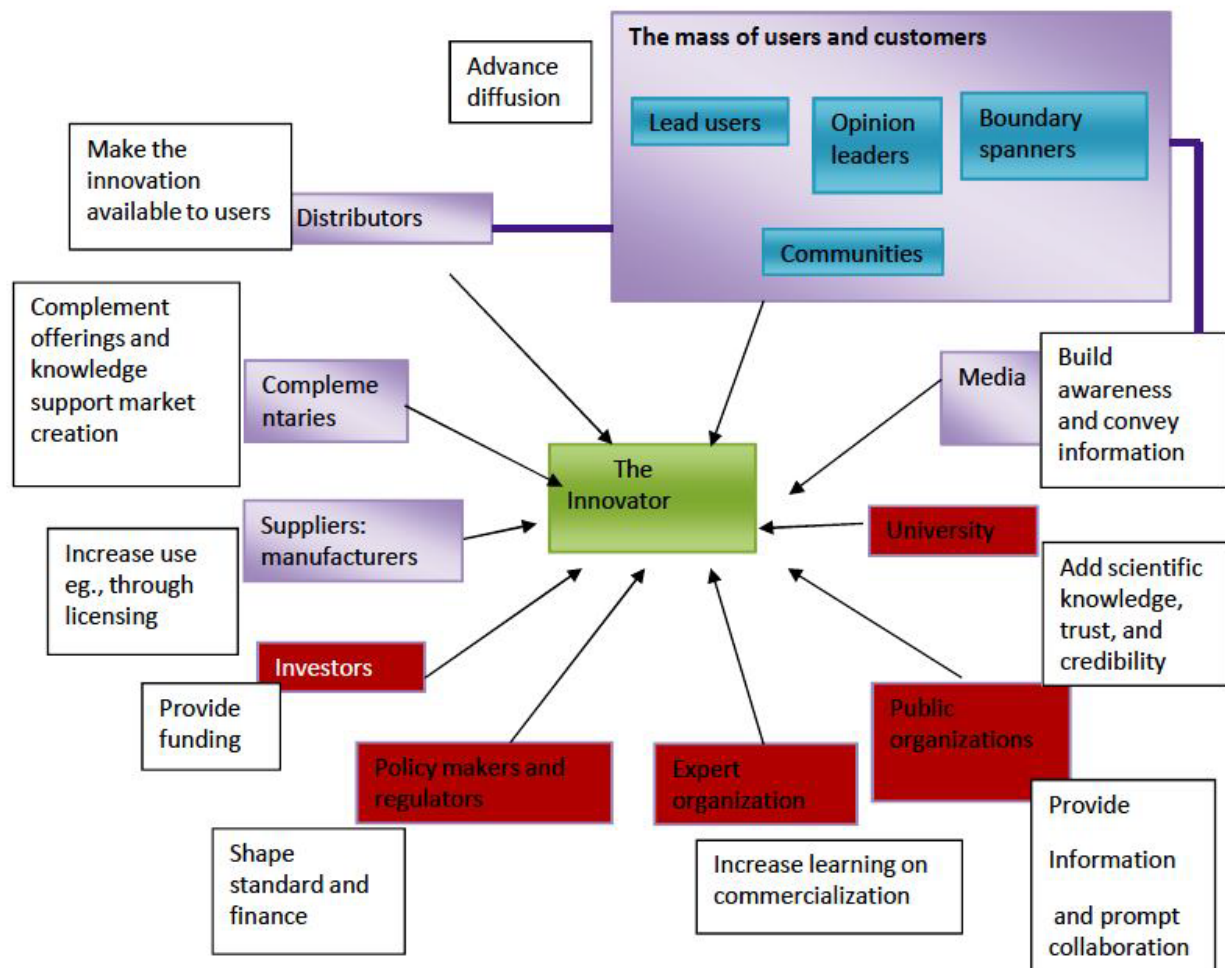 The mass of users and customers
Advance
diffusion
Lead users
Opinion
leaders
Boundary
spanners
Communities
Make the
innovation
available to users
Distributors
Complement
offerings and
knowledge
support market
creation
Compleme
ntaries
Media
Build
awareness
and convey
information
The
Innovator
Suppliers:
manufacturers
Increase use
eg., through
licensing
University
Add scientific
knowledge,
trust, and
credibility
Investors
Provide
funding
Public
organizations
Policy makers and
regulators
Expert
organization
Shape
standard and
finance
Increase learning on
commercialization
Provide
Information
and prompt
collaboration